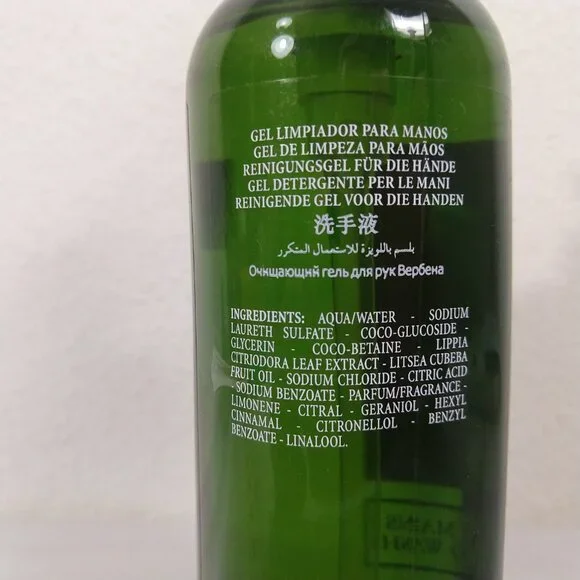 GEL LIMPIADOR PARA MANOS
GEL DE LIMPEZA PARA MÃOS
REINIGUNGSGEL FÜR DIE HÄNDE
GEL DETERGENTE PER LE MANI
REINIGENDE GEL VOOR DIE HANDEN
洗手液
بلسم باللويزة للاستعمال المتكرر
Очищающий гель для рук Вербена
INGREDIENTS: AQUA/WATER - SODIUM
LAURETH SULFATE - COCO-GLUCOSIDE -
GLYCERIN - COCO-BETAINE - LIPPIA
CITRIODORA LEAF EXTRACT - LITSEA CUBEBA
FRUIT OIL - SODIUM CHLORIDE - CITRIC ACID
- SODIUM BENZOATE - PARFUM/FRAGRANCE -
LIMONENE - CITRAL - GERANIOL - HEXYL
CINNAMAL - CITRONELLOL - BENZYL
BENZOATE - LINALOOL.